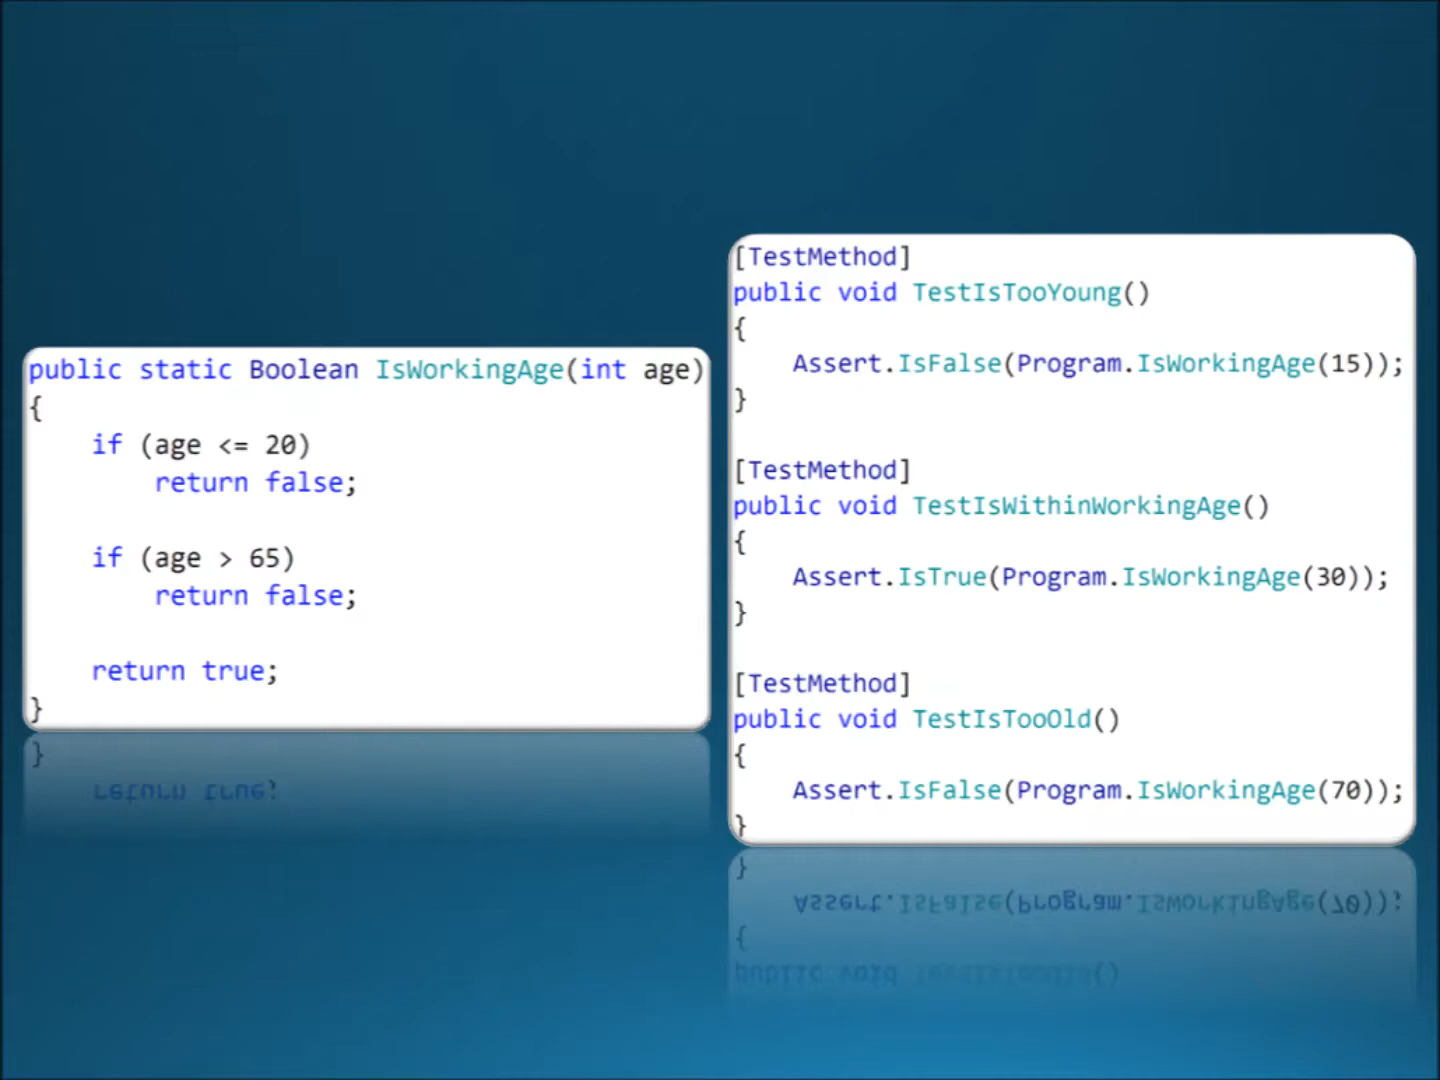 public static Boolean IsWorkingAge(int age)
{
    if (age <= 20)
        return false;

    if (age > 65)
        return false;

    return true;
}
[TestMethod]
public void TestIsTooYoung()
{
    Assert.IsFalse(Program.IsWorkingAge(15));
}

[TestMethod]
public void TestIsWithinWorkingAge()
{
    Assert.IsTrue(Program.IsWorkingAge(30));
}

[TestMethod]
public void TestIsTooOld()
{
    Assert.IsFalse(Program.IsWorkingAge(70));
}